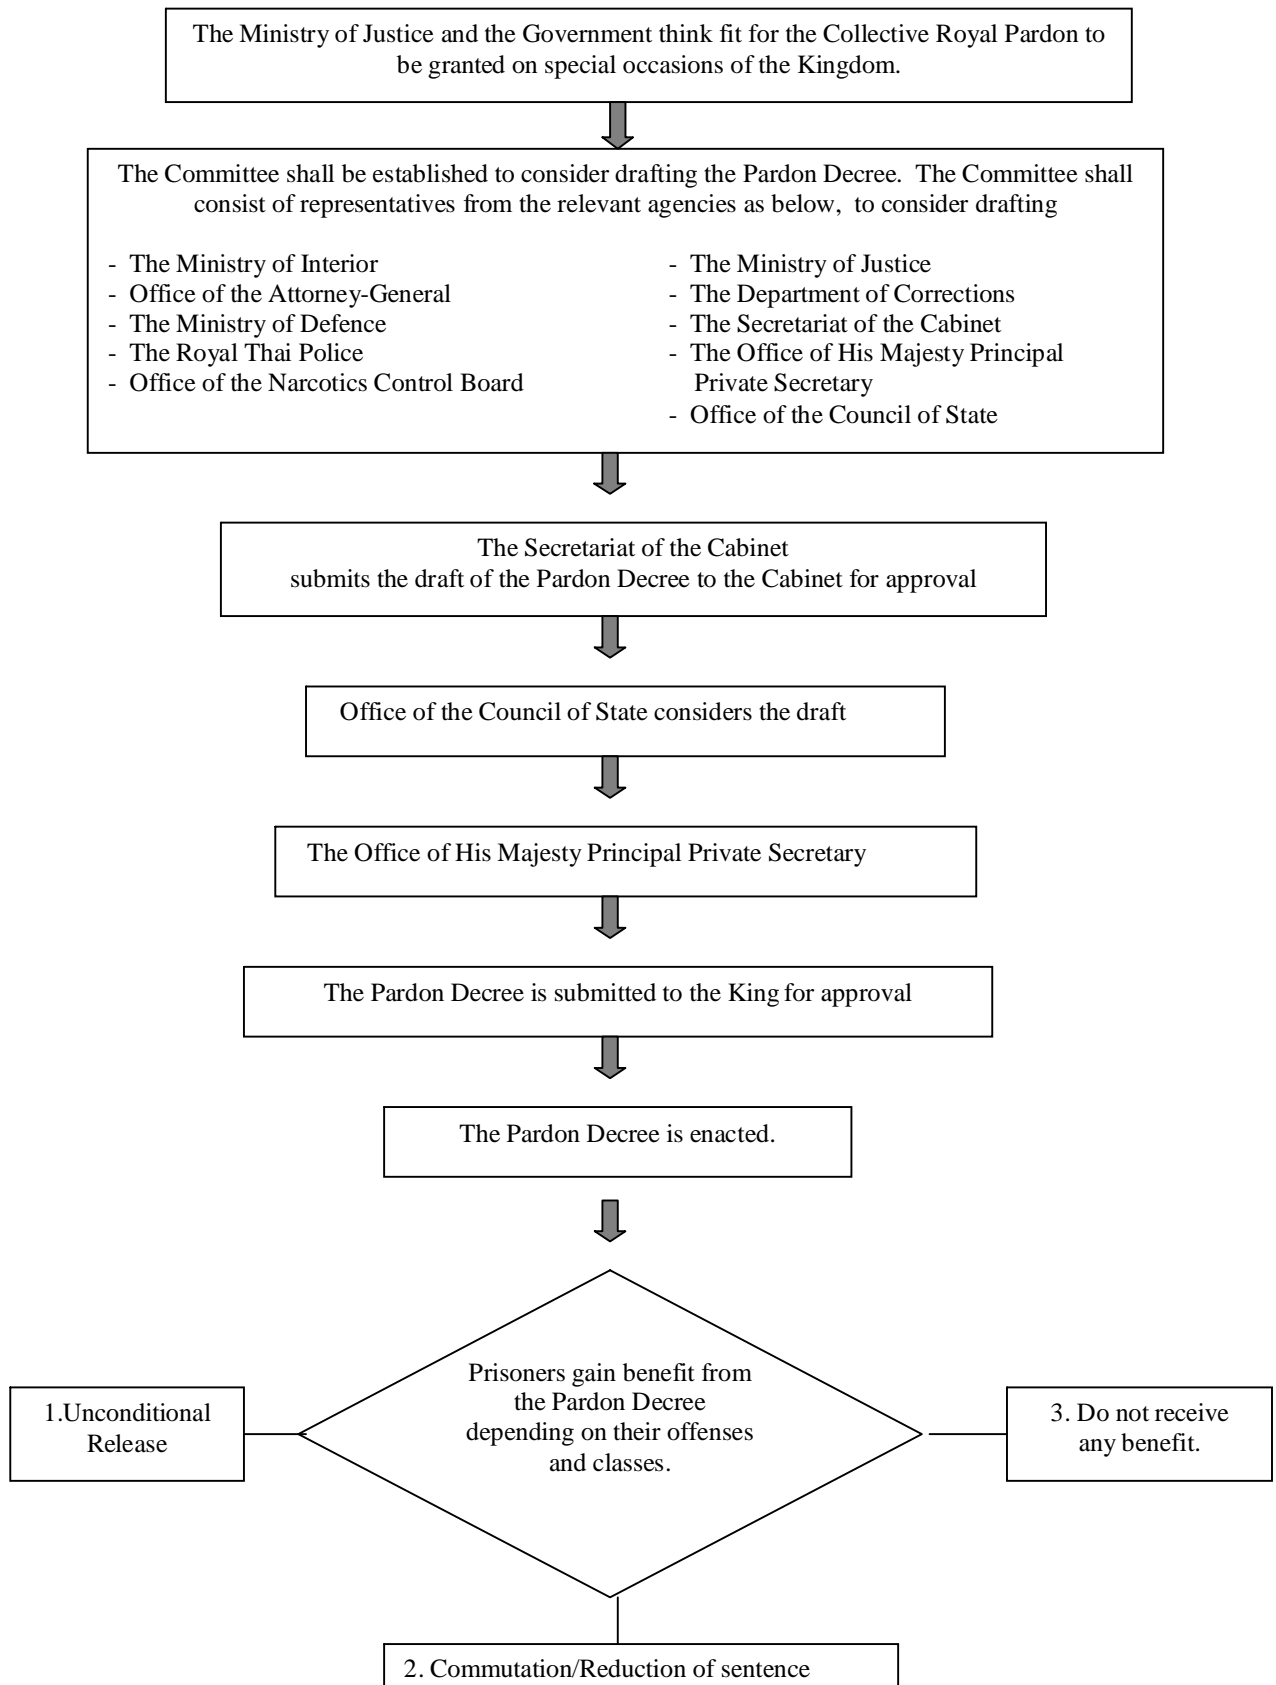 The Ministry of Justice and the Government think fit for the Collective Royal Pardon to
be granted on special occasions of the Kingdom.
The Committee shall be established to consider drafting the Pardon Decree. The Committee shall
consist of representatives from the relevant agencies as below, to consider drafting
- The Ministry of Interior
- Office of the Attorney-General
- The Ministry of Defence
- The Royal Thai Police
- Office of the Narcotics Control Board
- The Ministry of Justice
- The Department of Corrections
- The Secretariat of the Cabinet
- The Office of His Majesty Principal
Private Secretary
- Office of the Council of State
The Secretariat of the Cabinet
submits the draft of the Pardon Decree to the Cabinet for approval
Office of the Council of State considers the draft
The Office of His Majesty Principal Private Secretary
The Pardon Decree is submitted to the King for approval
The Pardon Decree is enacted.
Prisoners gain benefit from
the Pardon Decree
depending on their offenses
and classes.
1.Unconditional
Release
3. Do not receive
any benefit.
2. Commutation/Reduction of sentence